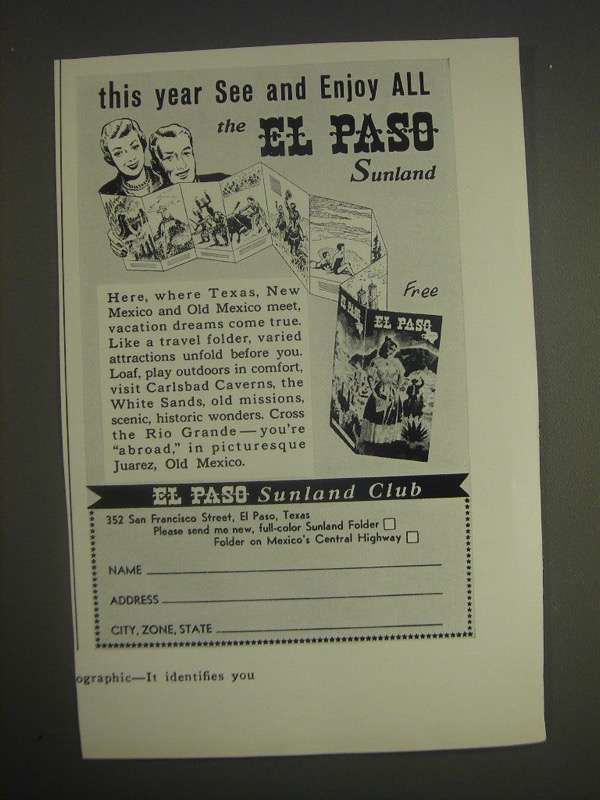 this year See and Enjoy ALL
the EL PASO
Sunland
Free
EL PASO
EL PASO
Here, where Texas, New
Mexico and Old Mexico meet,
vacation dreams come true.
Like a travel folder, varied
attractions unfold before you.
Loaf, play outdoors in comfort,
visit Carlsbad Caverns, the
White Sands, old missions,
scenic, historic wonders. Cross
the Rio Grande—you're
"abroad," in picturesque
Juarez, Old Mexico.
EL PASO Sunland Club
352 San Francisco Street, El Paso, Texas
Please send me new, full-color Sunland Folder
Folder on Mexico's Central Highway
NAME
ADDRESS
CITY, ZONE, STATE
ographic—It identifies you